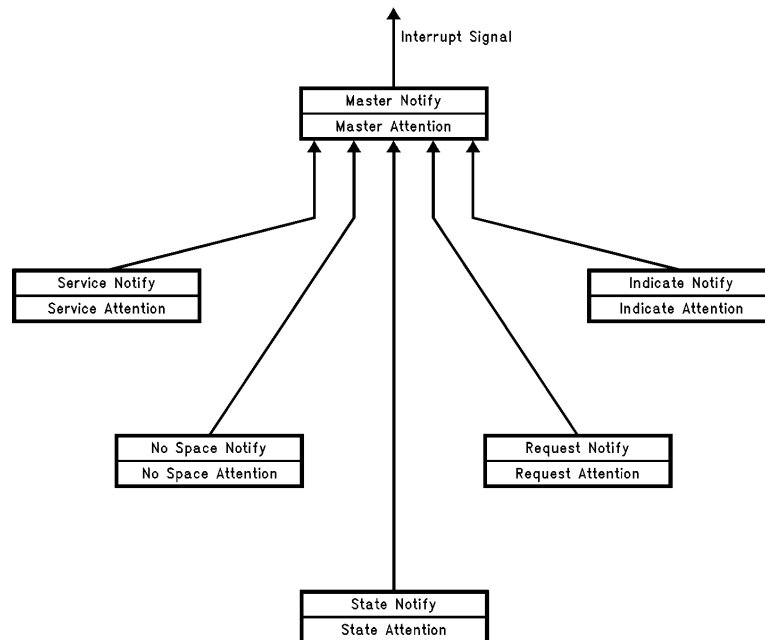 Interrupt Signal
Master Notify
Master Attention
Service Notify
Service Attention
Indicate Notify
Indicate Attention
No Space Notify
No Space Attention
Request Notify
Request Attention
State Notify
State Attention